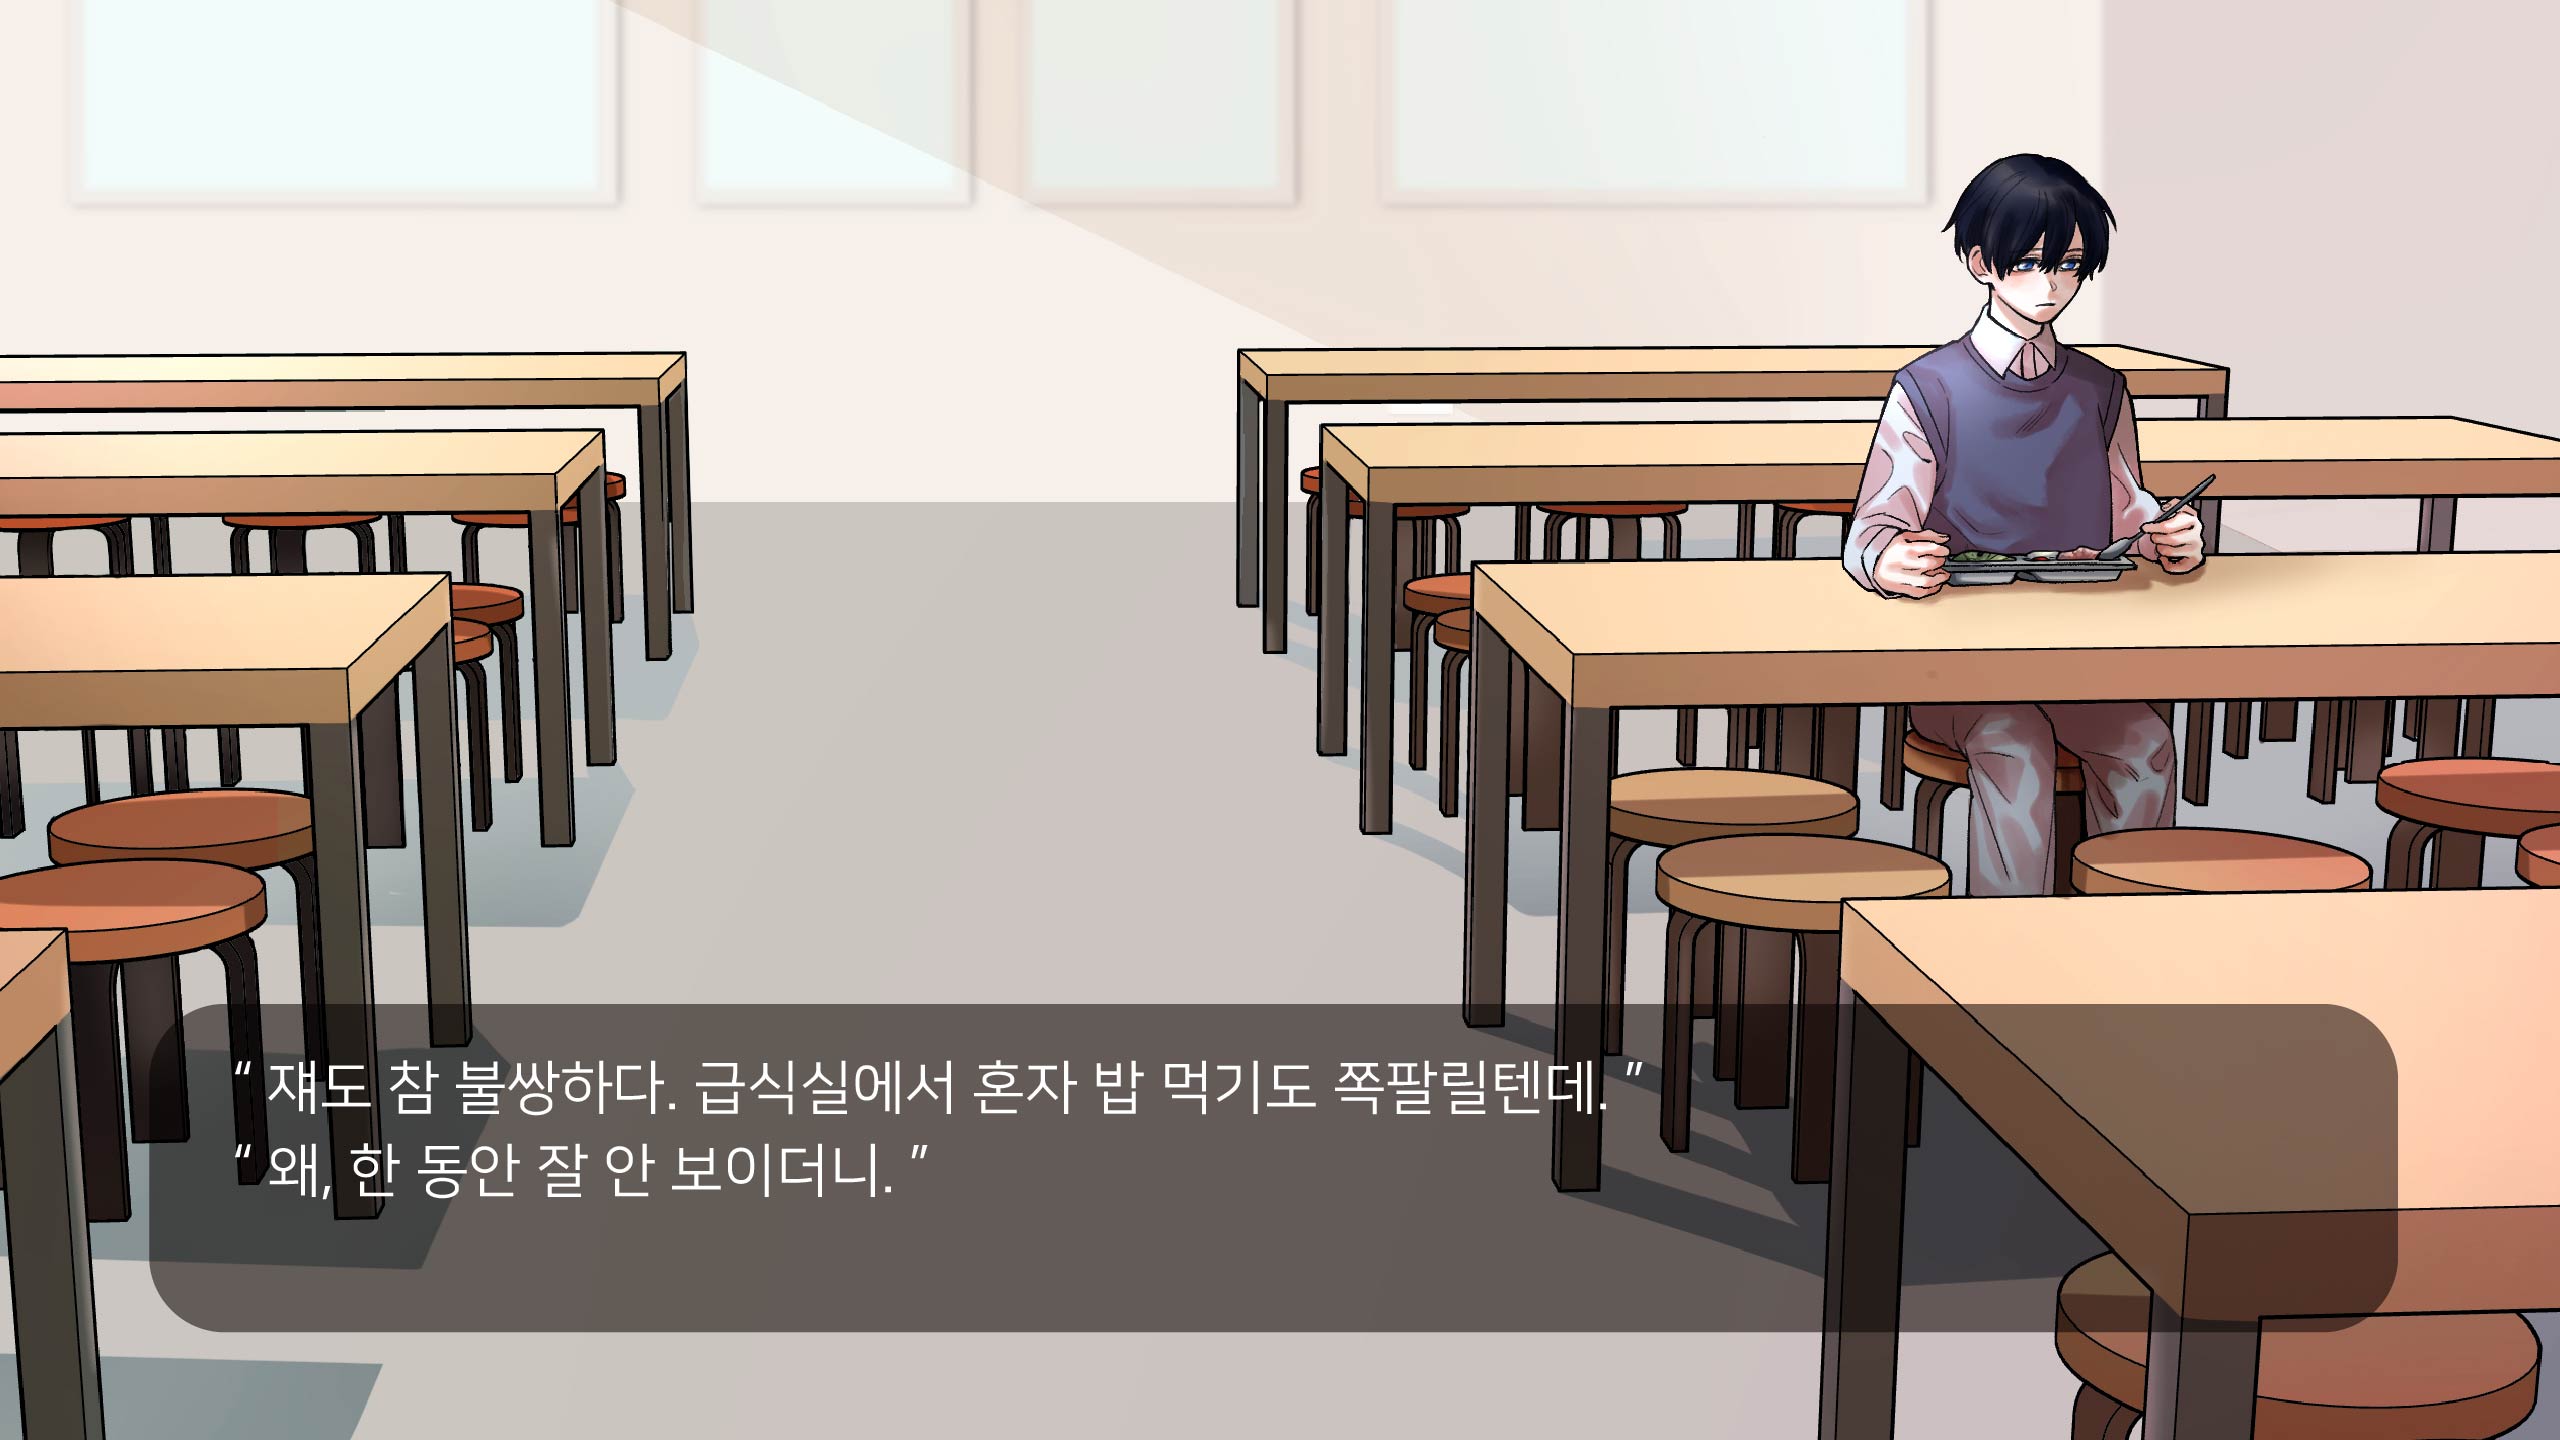 “ 쟤도 참 불쌍하다. 급식실에서 혼자 밥 먹기도 쪽팔릴텐데. ”
“ 왜, 한 동안 잘 안 보이더니. ”